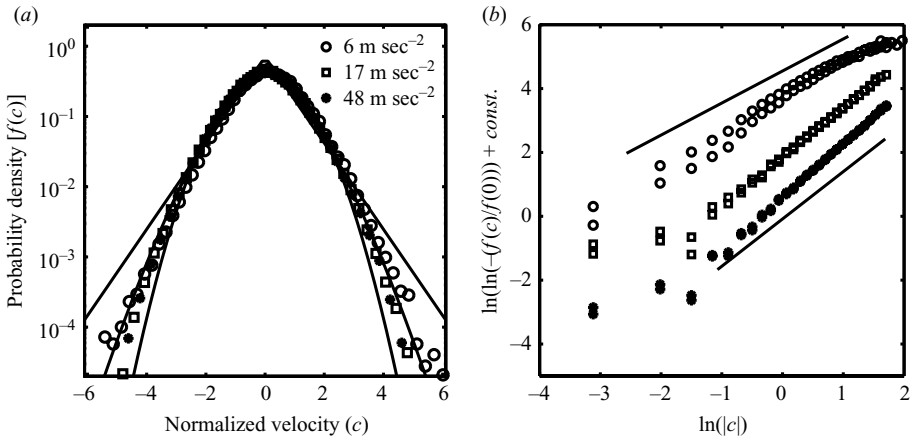 (a)
10⁰
10⁻¹
10⁻²
10⁻³
10⁻⁴
Probability density [f(c)]
6 m sec⁻²
17 m sec⁻²
48 m sec⁻²
−6
−4
−2
0
2
4
6
Normalized velocity (c)
(b)
6
4
2
0
−2
−4
ln(ln(−(f(c)/f(0))) + const.
−4
−3
−2
−1
0
1
2
ln(|c|)